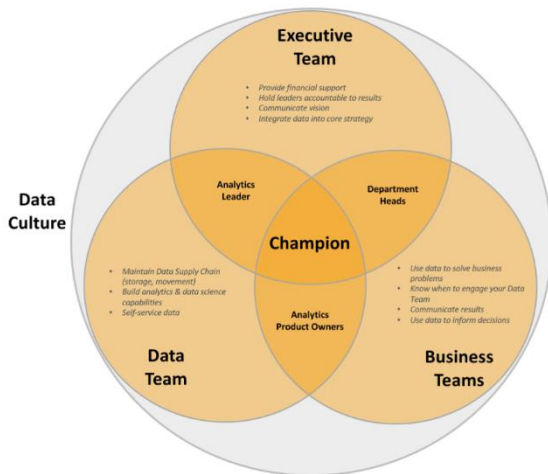 Executive
Team
• Provide financial support
• Hold leaders accountable to results
• Communicate vision
• Integrate data into core strategy
Analytics
Leader
Department
Heads
Data
Culture
Champion
• Maintain Data Supply Chain
(storage, movement)
• Build analytics & data science
capabilities
• Self-service data
• Use data to solve business
problems
• Know when to engage your Data
Team
• Communicate results
• Use data to inform decisions
Analytics
Product Owners
Data
Team
Business
Teams